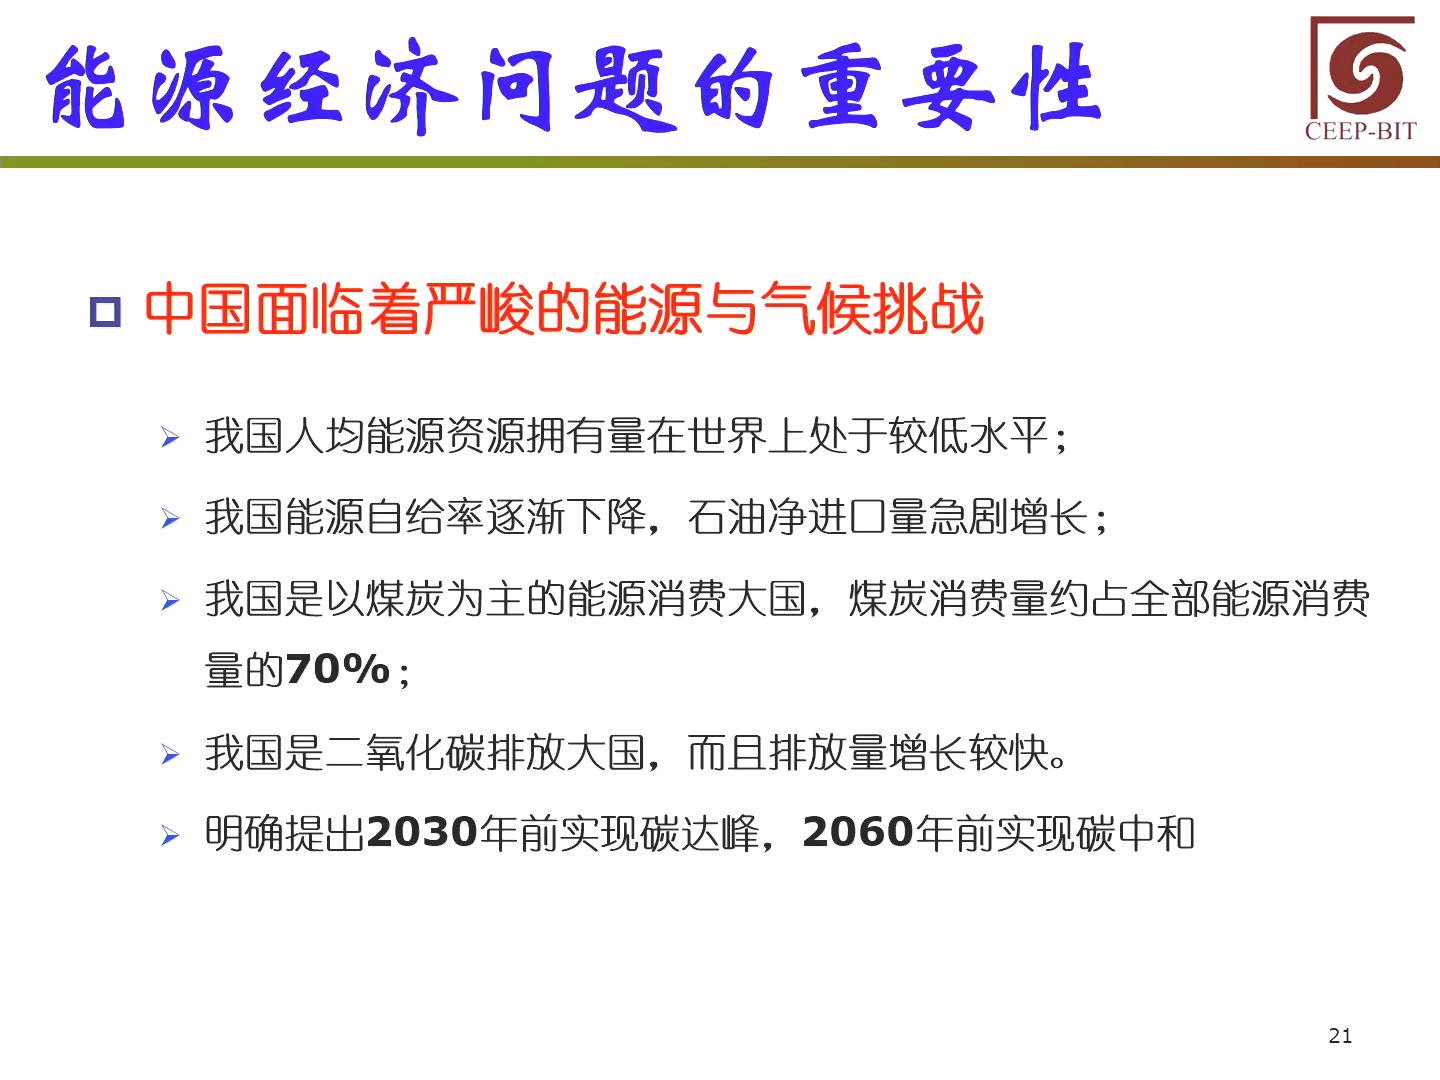 能源经济问题的重要性
CEEP-BIT
中国面临着严峻的能源与气候挑战
我国人均能源资源拥有量在世界上处于较低水平；
我国能源自给率逐渐下降，石油净进口量急剧增长；
我国是以煤炭为主的能源消费大国，煤炭消费量约占全部能源消费
量的70%；
我国是二氧化碳排放大国，而且排放量增长较快。
明确提出2030年前实现碳达峰，2060年前实现碳中和
21